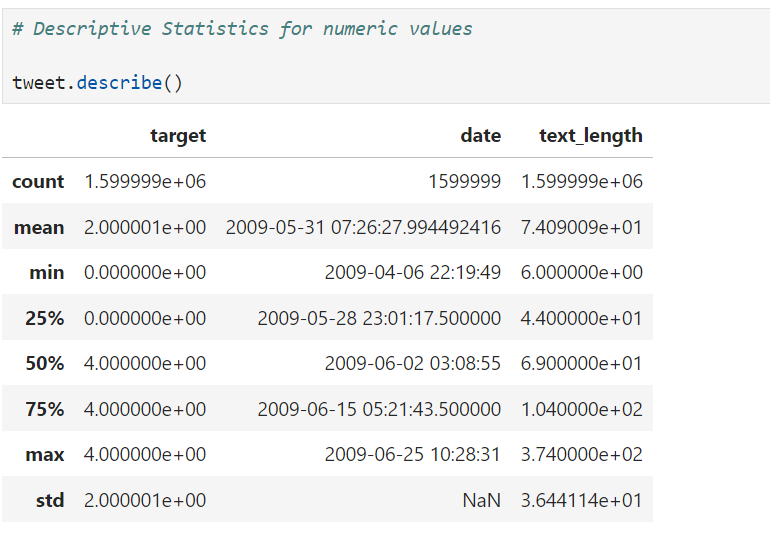 # Descriptive Statistics for numeric values
tweet.describe()
target date text_length
count 1.599999e+06 1599999 1.599999e+06
mean 2.000001e+00 2009-05-31 07:26:27.994492416 7.409009e+01
min 0.000000e+00 2009-04-06 22:19:49 6.000000e+00
25% 0.000000e+00 2009-05-28 23:01:17.500000 4.400000e+01
50% 4.000000e+00 2009-06-02 03:08:55 6.900000e+01
75% 4.000000e+00 2009-06-15 05:21:43.500000 1.040000e+02
max 4.000000e+00 2009-06-25 10:28:31 3.740000e+02
std 2.000001e+00 NaN 3.644114e+01